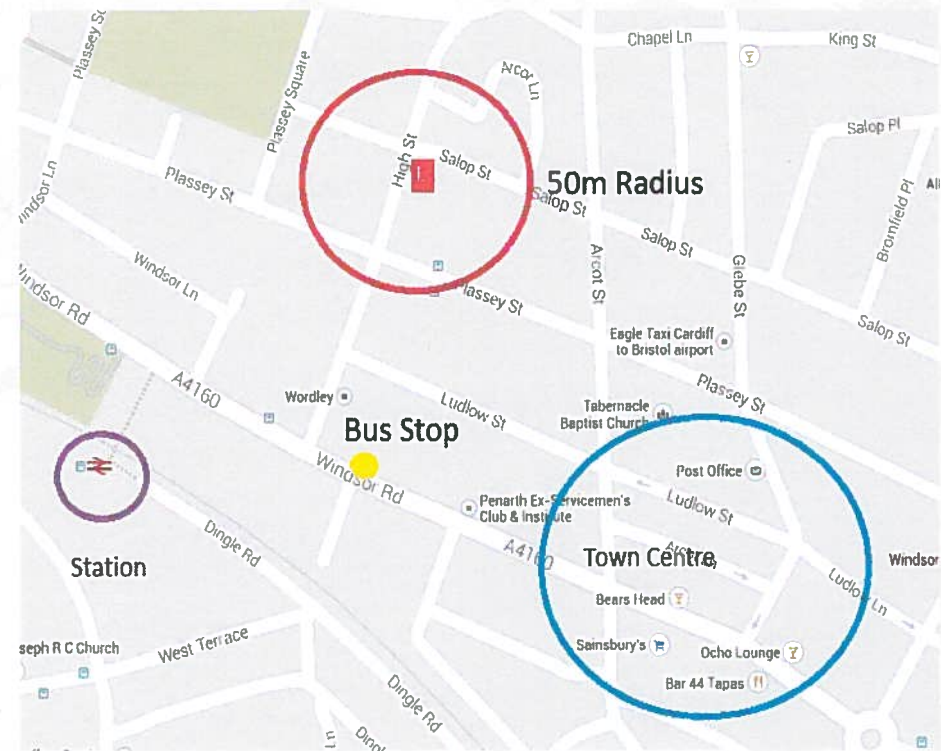 Plassey St
Chapel Ln
King St
Plassey Square
Arcot Ln
Salop Pl
High St
Salop St
50m Radius
Plassey St
Salop St
Bromfield Pl
Windsor Ln
Salop St
Arcot St
Glebe St
Windsor Ln
Plassey St
Windsor Rd
Salop St
Eagle Taxi Cardiff
to Bristol airport
A4160
Wordley
Ludlow St
Plassey St
Tabernacle
Baptist Church
Bus Stop
Windsor Rd
Post Office
Penarth Ex-Servicemen's
Club & Institute
Ludlow St
Dingle Rd
A4160
Town Centre
Station
Windsor
Ludlow Ln
Bears Head
seph R C Church
West Terrace
Sainsbury's
Ocho Lounge
Bar 44 Tapas
Dingle Rd